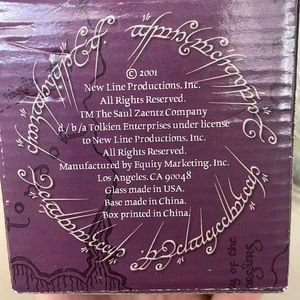 © 2001
New Line Productions, Inc.
All Rights Reserved.
TM The Saul Zaentz Company
d/b/a Tolkien Enterprises under license
to New Line Productions, Inc.
All Rights Reserved.
Manufactured by Equity Marketing, Inc.
Los Angeles, CA 90048
Glass made in USA.
Base made in China.
Box printed in China.
of the